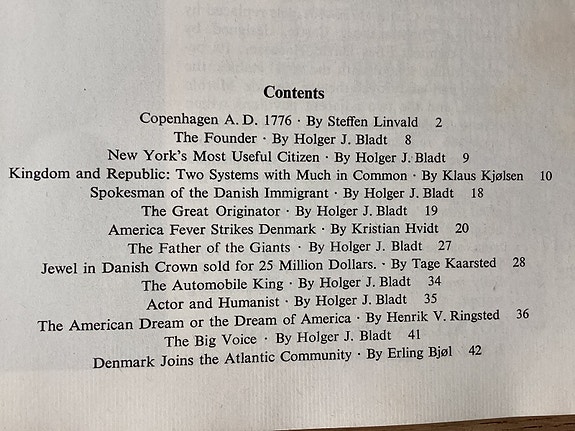 Contents
Copenhagen A. D. 1776 · By Steffen Linvald 2
The Founder · By Holger J. Bladt 8
New York's Most Useful Citizen · By Holger J. Bladt 9
Kingdom and Republic: Two Systems with Much in Common · By Klaus Kjølsen 10
Spokesman of the Danish Immigrant · By Holger J. Bladt 18
The Great Originator · By Holger J. Bladt 19
America Fever Strikes Denmark · By Kristian Hvidt 20
The Father of the Giants · By Holger J. Bladt 27
Jewel in Danish Crown sold for 25 Million Dollars. · By Tage Kaarsted 28
The Automobile King · By Holger J. Bladt 34
Actor and Humanist · By Holger J. Bladt 35
The American Dream or the Dream of America · By Henrik V. Ringsted 36
The Big Voice · By Holger J. Bladt 41
Denmark Joins the Atlantic Community · By Erling Bjøl 42